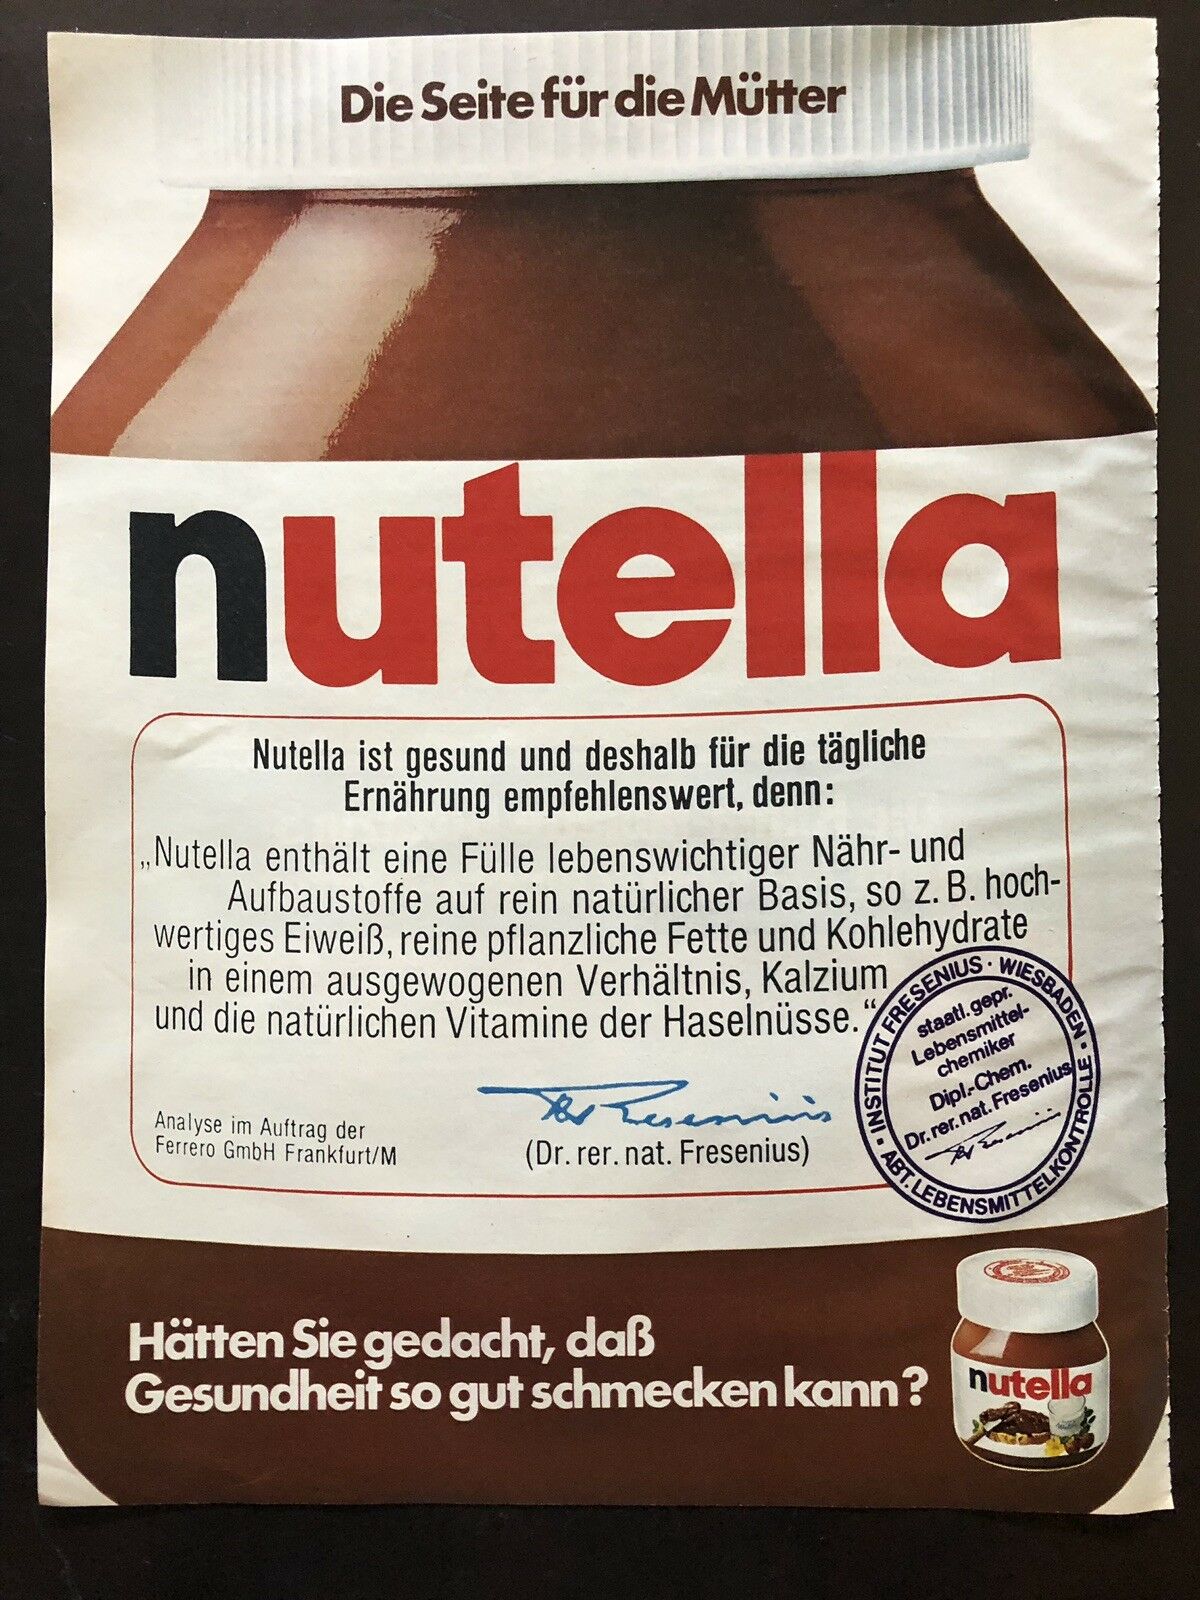 Die Seite für die Mütter
nutella
Nutella ist gesund und deshalb für die tägliche
Ernährung empfehlenswert, denn:
„Nutella enthält eine Fülle lebenswichtiger Nähr- und
Aufbaustoffe auf rein natürlicher Basis, so z. B. hoch-
wertiges Eiweiß, reine pflanzliche Fette und Kohlehydrate
in einem ausgewogenen Verhältnis, Kalzium
und die natürlichen Vitamine der Haselnüsse.“
Analyse im Auftrag der
Ferrero GmbH Frankfurt/M
(Dr. rer. nat. Fresenius)
INSTITUT FRESENIUS · WIESBADEN ·
ABT. LEBENSMITTELKONTROLLE
staatl. gepr.
Lebensmittel-
chemiker
Dipl.-Chem.
Dr. rer. nat. Fresenius
Hätten Sie gedacht, daß
Gesundheit so gut schmecken kann?
nutella